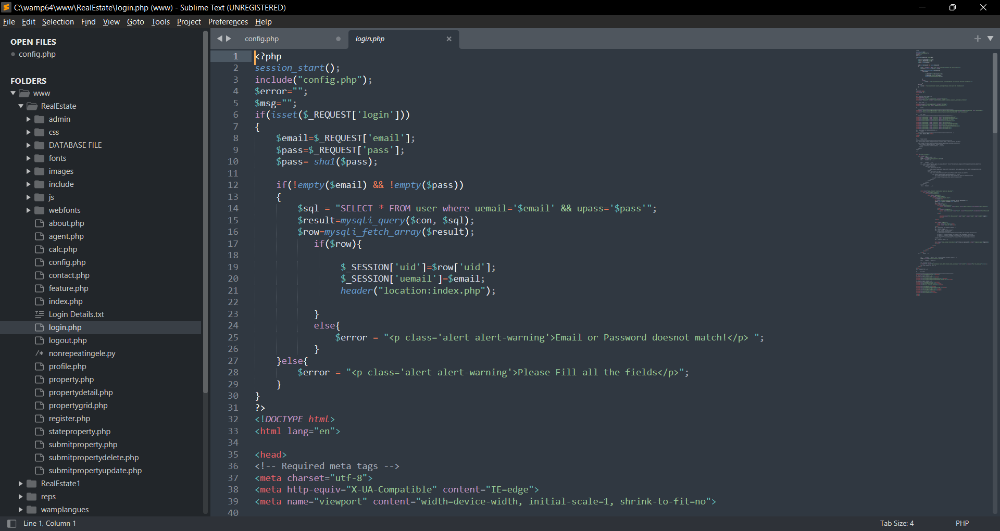 C:\wamp64\www\RealEstate\login.php (www) - Sublime Text (UNREGISTERED)
File Edit Selection Find View Goto Tools Project Preferences Help
OPEN FILES
config.php
FOLDERS
www
RealEstate
admin
css
DATABASE FILE
fonts
images
include
js
webfonts
about.php
agent.php
calc.php
config.php
contact.php
feature.php
index.php
Login Details.txt
login.php
logout.php
/* nonrepeatingele.py
profile.php
property.php
propertydetail.php
propertygrid.php
register.php
stateproperty.php
submitproperty.php
submitpropertydelete.php
submitpropertyupdate.php
RealEstate1
reps
wamplangues
config.php login.php
1 <?php
2 session_start();
3 include("config.php");
4 $error="";
5 $msg="";
6 if(isset($_REQUEST['login']))
7 {
8     $email=$_REQUEST['email'];
9     $pass=$_REQUEST['pass'];
10     $pass= sha1($pass);
11
12     if(!empty($email) && !empty($pass))
13     {
14         $sql = "SELECT * FROM user where uemail='$email' && upass='$pass'";
15         $result=mysqli_query($con, $sql);
16         $row=mysqli_fetch_array($result);
17            if($row){
18
19                 $_SESSION['uid']=$row['uid'];
20                 $_SESSION['uemail']=$email;
21                 header("location:index.php");
22
23            }
24            else{
25                $error = "<p class='alert alert-warning'>Email or Password doesnot match!</p> ";
26            }
27     }else{
28         $error = "<p class='alert alert-warning'>Please Fill all the fields</p>";
29     }
30 }
31 ?>
32 <!DOCTYPE html>
33 <html lang="en">
34
35 <head>
36 <!-- Required meta tags -->
37 <meta charset="utf-8">
38 <meta http-equiv="X-UA-Compatible" content="IE=edge">
39 <meta name="viewport" content="width=device-width, initial-scale=1, shrink-to-fit=no">
40
Line 1, Column 1
Tab Size: 4
PHP